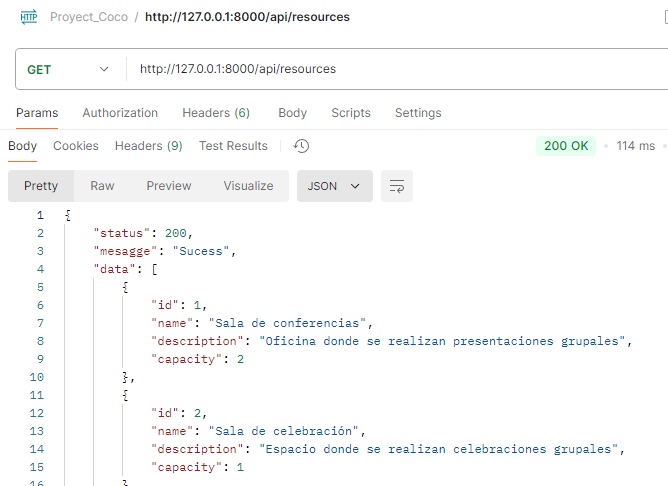 HTTP Proyect_Coco / http://127.0.0.1:8000/api/resources
GET http://127.0.0.1:8000/api/resources
Params Authorization Headers (6) Body Scripts Settings
Body Cookies Headers (9) Test Results 200 OK 114 ms
Pretty Raw Preview Visualize JSON
1 {
2 "status": 200,
3 "mesagge": "Sucess",
4 "data": [
5 {
6 "id": 1,
7 "name": "Sala de conferencias",
8 "description": "Oficina donde se realizan presentaciones grupales",
9 "capacity": 2
10 },
11 {
12 "id": 2,
13 "name": "Sala de celebración",
14 "description": "Espacio donde se realizan celebraciones grupales",
15 "capacity": 1
16 }